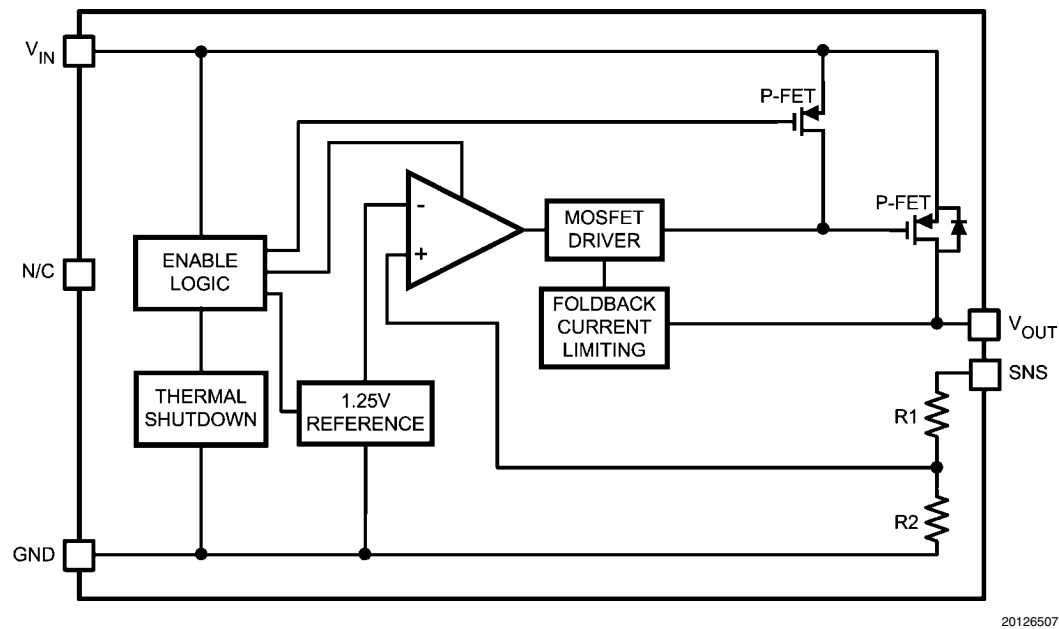 VIN
P-FET
P-FET
-
MOSFET
DRIVER
+
ENABLE
LOGIC
N/C
FOLDBACK
CURRENT
LIMITING
VOUT
SNS
THERMAL
SHUTDOWN
1.25V
REFERENCE
R1
R2
GND
20126507